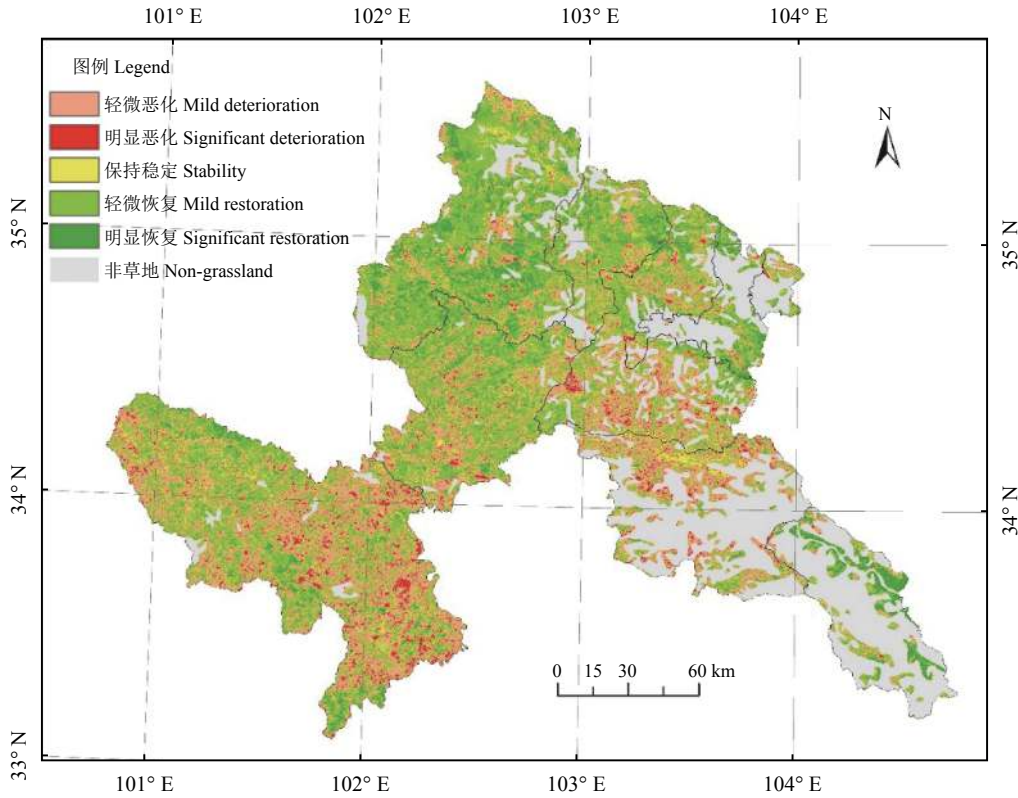 101° E 102° E 103° E 104° E
图例 Legend
轻微恶化 Mild deterioration
明显恶化 Significant deterioration
保持稳定 Stability
轻微恢复 Mild restoration
明显恢复 Significant restoration
非草地 Non-grassland
N
35° N
35° N
34° N
34° N
0 15 30 60 km
33° N
101° E 102° E 103° E 104° E